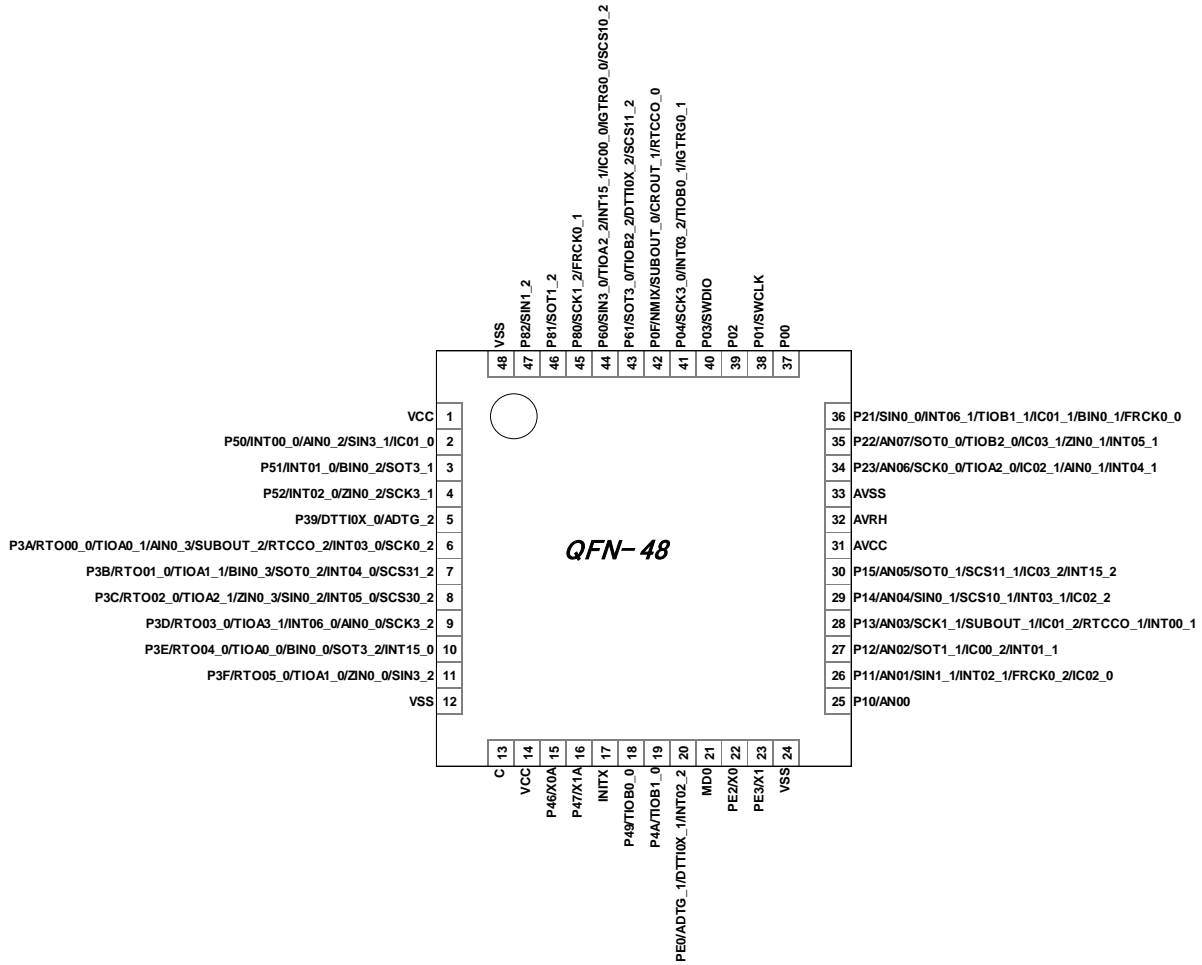 48 VSS
47 P82/SIN1_2
46 P81/SOT1_2
45 P80/SCK1_2/FRCK0_1
44 P60/SIN3_0/TIOA2_2/INT15_1/IC00_0/IGTRG0_0/SCS10_2
43 P61/SOT3_0/TIOB2_2/DTTI0X_2/SCS11_2
42 P0F/NMIX/SUBOUT_0/CROUT_1/RTCCO_0
41 P04/SCK3_0/INT03_2/TIOB0_1/IGTRG0_1
40 P03/SWDIO
39 P02
38 P01/SWCLK
37 P00
VCC 1
P50/INT00_0/AIN0_2/SIN3_1/IC01_0 2
P51/INT01_0/BIN0_2/SOT3_1 3
P52/INT02_0/ZIN0_2/SCK3_1 4
P39/DTTI0X_0/ADTG_2 5
P3A/RTO00_0/TIOA0_1/AIN0_3/SUBOUT_2/RTCCO_2/INT03_0/SCK0_2 6
P3B/RTO01_0/TIOA1_1/BIN0_3/SOT0_2/INT04_0/SCS31_2 7
P3C/RTO02_0/TIOA2_1/ZIN0_3/SIN0_2/INT05_0/SCS30_2 8
P3D/RTO03_0/TIOA3_1/INT06_0/AIN0_0/SCK3_2 9
P3E/RTO04_0/TIOA0_0/BIN0_0/SOT3_2/INT15_0 10
P3F/RTO05_0/TIOA1_0/ZIN0_0/SIN3_2 11
VSS 12
QFN-48
36 P21/SIN0_0/INT06_1/TIOB1_1/IC01_1/BIN0_1/FRCK0_0
35 P22/AN07/SOT0_0/TIOB2_0/IC03_1/ZIN0_1/INT05_1
34 P23/AN06/SCK0_0/TIOA2_0/IC02_1/AIN0_1/INT04_1
33 AVSS
32 AVRH
31 AVCC
30 P15/AN05/SOT0_1/SCS11_1/IC03_2/INT15_2
29 P14/AN04/SIN0_1/SCS10_1/INT03_1/IC02_2
28 P13/AN03/SCK1_1/SUBOUT_1/IC01_2/RTCCO_1/INT00_1
27 P12/AN02/SOT1_1/IC00_2/INT01_1
26 P11/AN01/SIN1_1/INT02_1/FRCK0_2/IC02_0
25 P10/AN00
C 13
VCC 14
P46/X0A 15
P47/X1A 16
INITX 17
P49/TIOB0_0 18
P4A/TIOB1_0 19
PE0/ADTG_1/DTTI0X_1/INT02_2 20
MD0 21
PE2/X0 22
PE3/X1 23
VSS 24